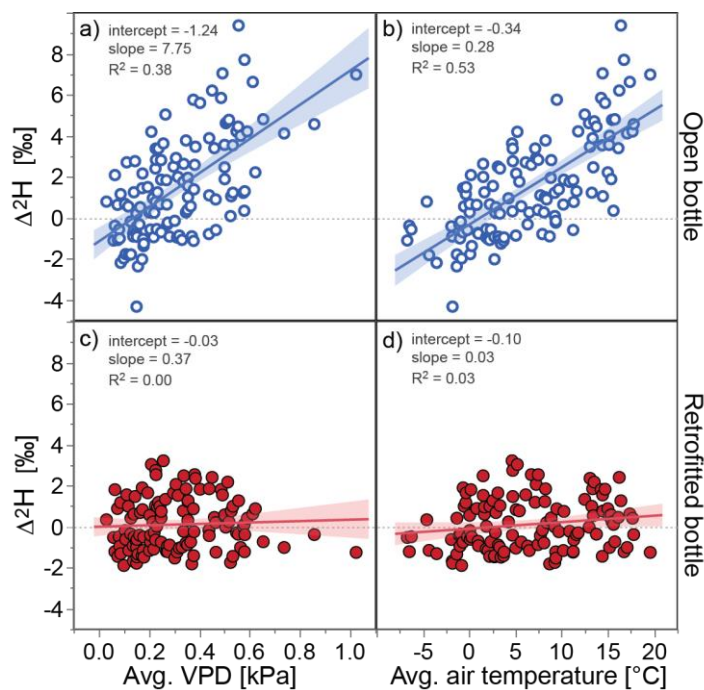 a)
intercept = -1.24
slope = 7.75
R² = 0.38
b)
intercept = -0.34
slope = 0.28
R² = 0.53
Open bottle
Δ²H [‰]
8
6
4
2
0
-2
-4
c)
intercept = -0.03
slope = 0.37
R² = 0.00
d)
intercept = -0.10
slope = 0.03
R² = 0.03
Retrofitted bottle
Δ²H [‰]
8
6
4
2
0
-2
-4
0.0 0.2 0.4 0.6 0.8 1.0
-5 0 5 10 15 20
Avg. VPD [kPa]
Avg. air temperature [°C]